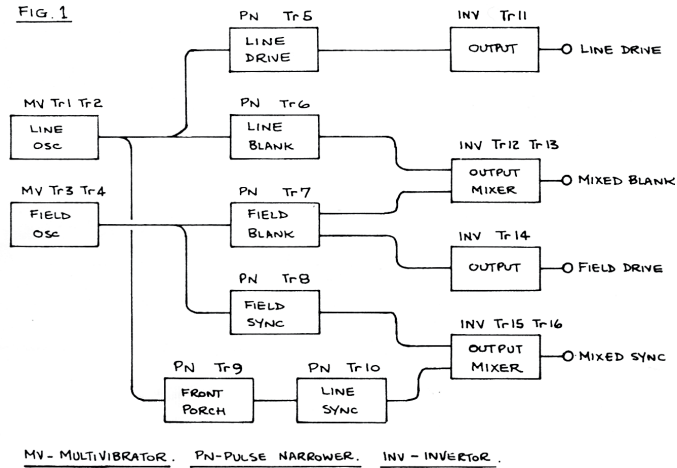 FIG. 1
PN Tr5
LINE
DRIVE
INV Tr11
OUTPUT
LINE DRIVE
MV Tr1 Tr2
LINE
OSC
PN Tr6
LINE
BLANK
INV Tr12 Tr13
OUTPUT
MIXER
MIXED BLANK
MV Tr3 Tr4
FIELD
OSC
PN Tr7
FIELD
BLANK
INV Tr14
OUTPUT
FIELD DRIVE
PN Tr8
FIELD
SYNC
INV Tr15 Tr16
OUTPUT
MIXER
MIXED SYNC
PN Tr9
FRONT
PORCH
PN Tr10
LINE
SYNC
MV - MULTIVIBRATOR. PN-PULSE NARROWER. INV - INVERTOR.